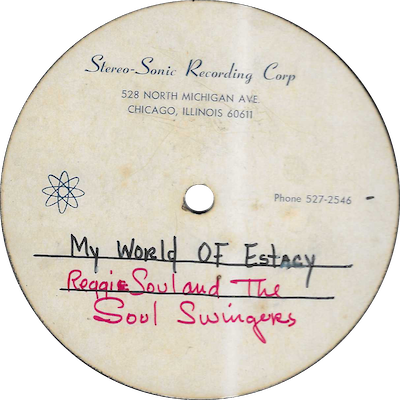 Stereo-Sonic Recording Corp
528 NORTH MICHIGAN AVE.
CHICAGO, ILLINOIS 60611
Phone 527-2546
My World Of Estacy
Reggie Soul and The
Soul Swingers